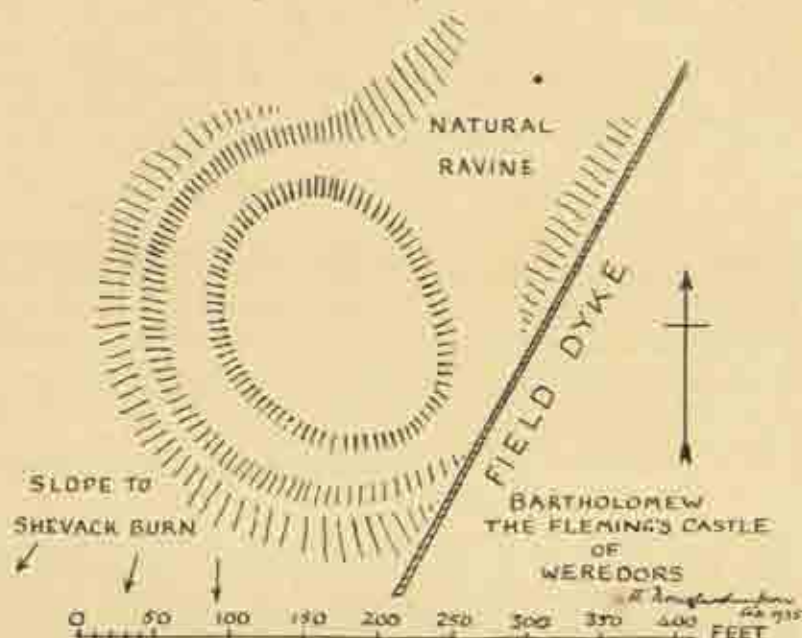 NATURAL
RAVINE
FIELD DYKE
SLOPE TO
SHEVACK BURN
BARTHOLOMEW
THE FLEMING'S CASTLE
OF
WEREDORS
1935
0 50 100 150 200 250 300 350 400 FEET